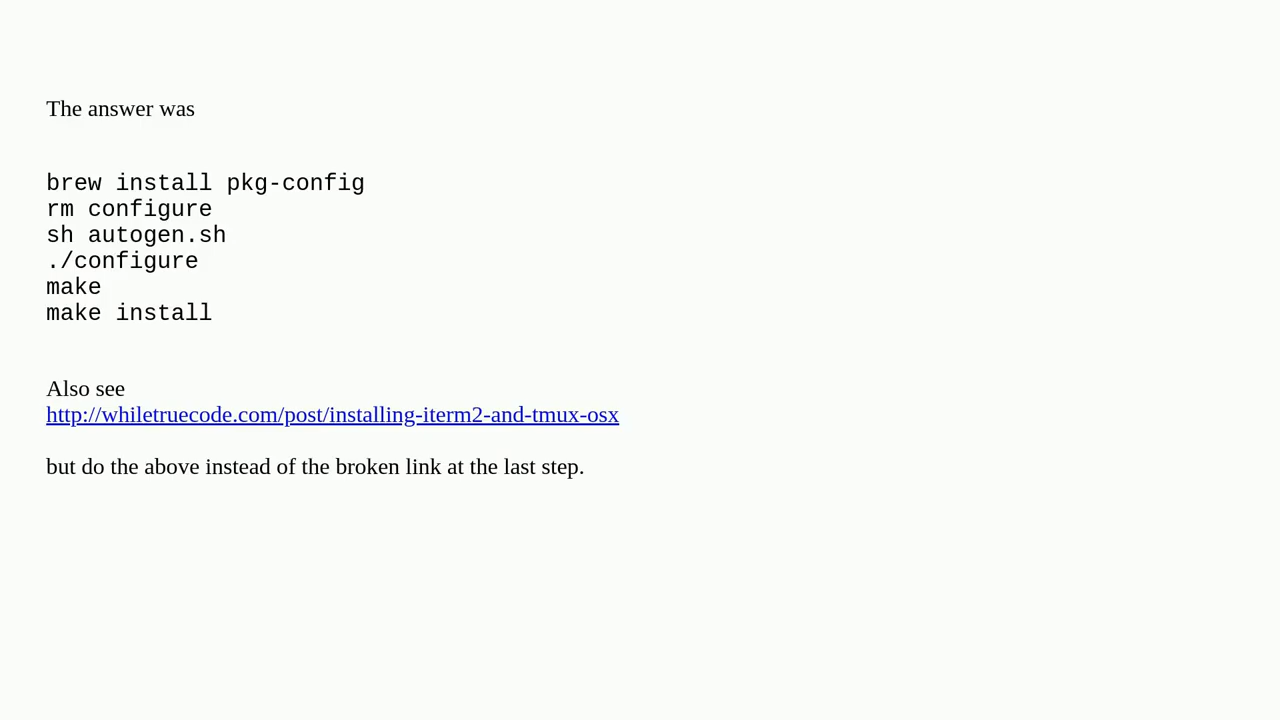 The answer was
brew install pkg-config
rm configure
sh autogen.sh
./configure
make
make install
Also see
http://whiletruecode.com/post/installing-iterm2-and-tmux-osx
but do the above instead of the broken link at the last step.